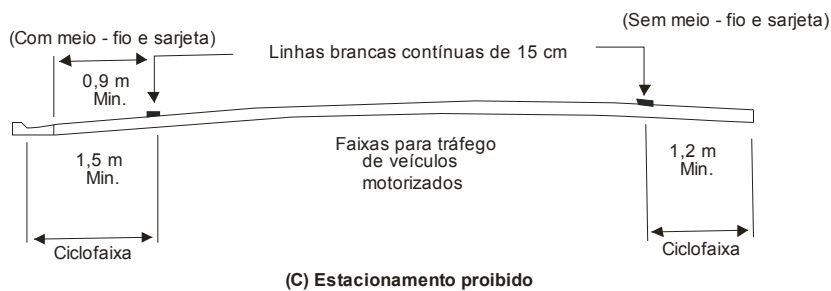 (Com meio - fio e sarjeta)
Linhas brancas contínuas de 15 cm
(Sem meio - fio e sarjeta)
0,9 m
Min.
1,5 m
Min.
Faixas para tráfego
de veículos
motorizados
1,2 m
Min.
Ciclofaixa
Ciclofaixa
(C) Estacionamento proibido